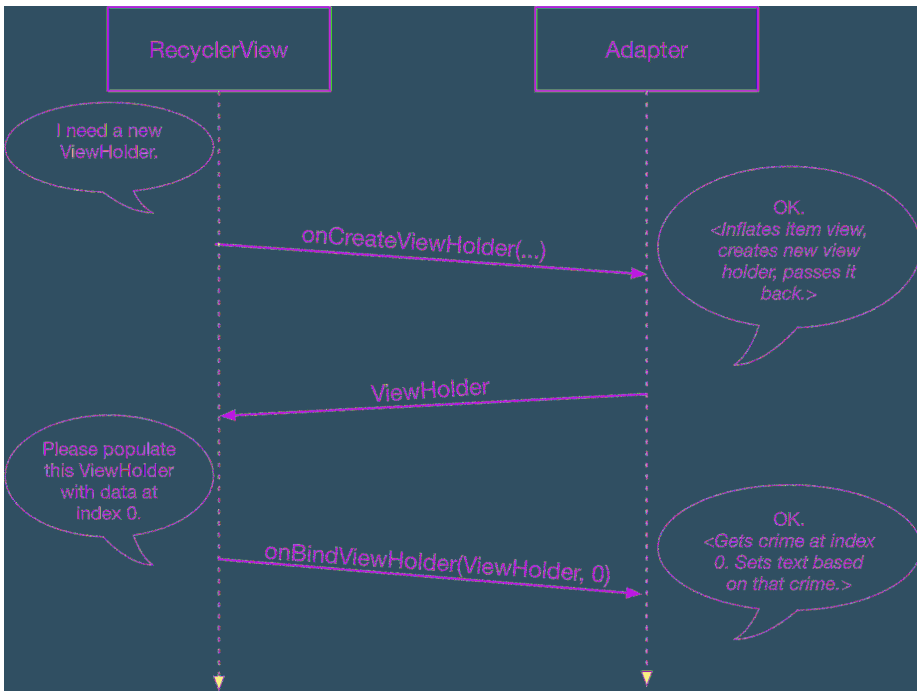 RecyclerView
Adapter
I need a new
ViewHolder.
OK.
<Inflates item view,
creates new view
holder, passes it
back.>
onCreateViewHolder(...)
ViewHolder
Please populate
this ViewHolder
with data at
index 0.
OK.
<Gets crime at index
0. Sets text based
on that crime.>
onBindViewHolder(ViewHolder, 0)